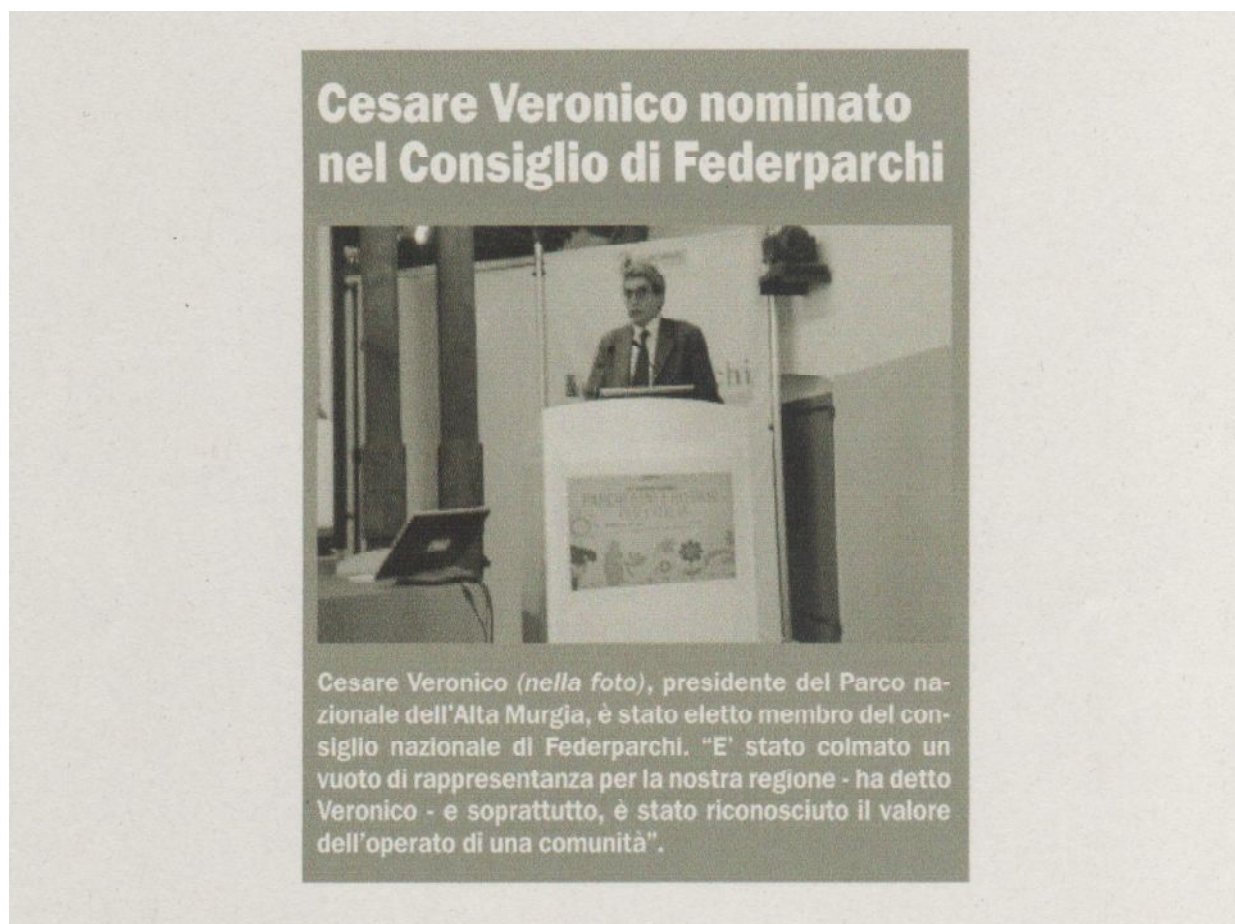 Cesare Veronico nominato
nel Consiglio di Federparchi
chi
Cesare Veronico (nella foto), presidente del Parco na-
zionale dell'Alta Murgia, è stato eletto membro del con-
siglio nazionale di Federparchi. “E' stato colmato un
vuoto di rappresentanza per la nostra regione - ha detto
Veronico - e soprattutto, è stato riconosciuto il valore
dell'operato di una comunità”.